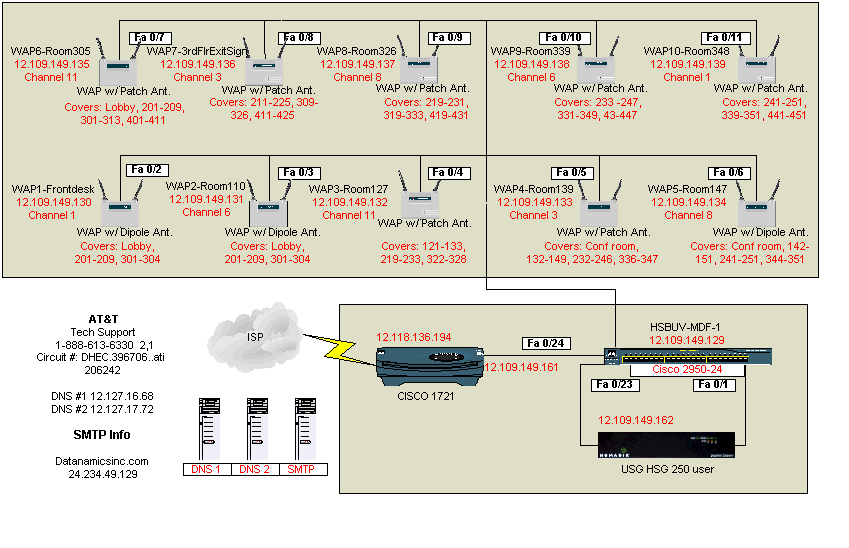 Fa 0/7
Fa 0/8
Fa 0/9
Fa 0/10
Fa 0/11
WAP6-Room305
12.109.149.135
Channel 11
WAP w/ Patch Ant.
Covers: Lobby, 201-209,
301-313, 401-411
WAP7-3rdFlrExitSign
12.109.149.136
Channel 3
WAP w/ Patch Ant.
Covers: 211-225, 309-
326, 411-425
WAP8-Room326
12.109.149.137
Channel 8
WAP w/ Patch Ant.
Covers: 219-231,
319-333, 419-431
WAP9-Room339
12.109.149.138
Channel 6
WAP w/ Patch Ant.
Covers: 233 -247,
331-349, 43-447
WAP10-Room348
12.109.149.139
Channel 1
WAP w/ Patch Ant.
Covers: 241-251,
339-351, 441-451
Fa 0/2
Fa 0/3
Fa 0/4
Fa 0/5
Fa 0/6
WAP1-Frontdesk
12.109.149.130
Channel 1
WAP w/ Dipole Ant.
Covers: Lobby,
201-209, 301-304
WAP2-Room110
12.109.149.131
Channel 6
WAP w/ Dipole Ant.
Covers: Lobby,
201-209, 301-304
WAP3-Room127
12.109.149.132
Channel 11
WAP w/ Patch Ant.
Covers: 121-133,
219-233, 322-328
WAP4-Room139
12.109.149.133
Channel 3
WAP w/ Patch Ant.
Covers: Conf room,
132-149, 232-246, 336-347
WAP5-Room147
12.109.149.134
Channel 8
WAP w/ Dipole Ant.
Covers: Conf room, 142-
151, 241-251, 344-351
AT&T
Tech Support
1-888-613-6330 2,1
Circuit #: DHEC.396706..ati
206242
DNS #1 12.127.16.68
DNS #2 12.127.17.72
SMTP Info
Datanamicsinc.com
24.234.49.129
ISP
DNS 1
DNS 2
SMTP
12.118.136.194
CISCO 1721
12.109.149.161
Fa 0/24
HSBUV-MDF-1
12.109.149.129
Cisco 2950-24
Fa 0/23
Fa 0/1
12.109.149.162
NOMADIX
USG HSG 250 user